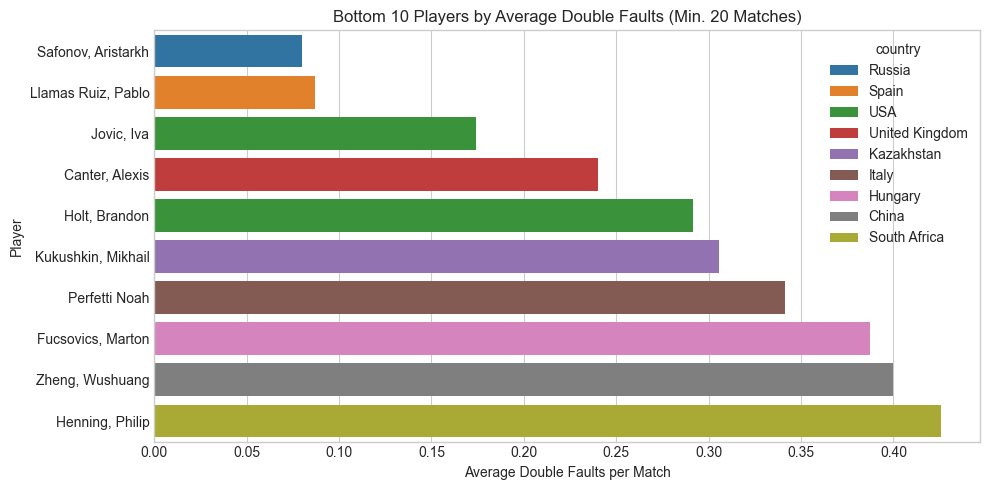 Bottom 10 Players by Average Double Faults (Min. 20 Matches)
Player
Safonov, Aristarkh
Llamas Ruiz, Pablo
Jovic, Iva
Canter, Alexis
Holt, Brandon
Kukushkin, Mikhail
Perfetti Noah
Fucsovics, Marton
Zheng, Wushuang
Henning, Philip
country
Russia
Spain
USA
United Kingdom
Kazakhstan
Italy
Hungary
China
South Africa
0.00 0.05 0.10 0.15 0.20 0.25 0.30 0.35 0.40
Average Double Faults per Match